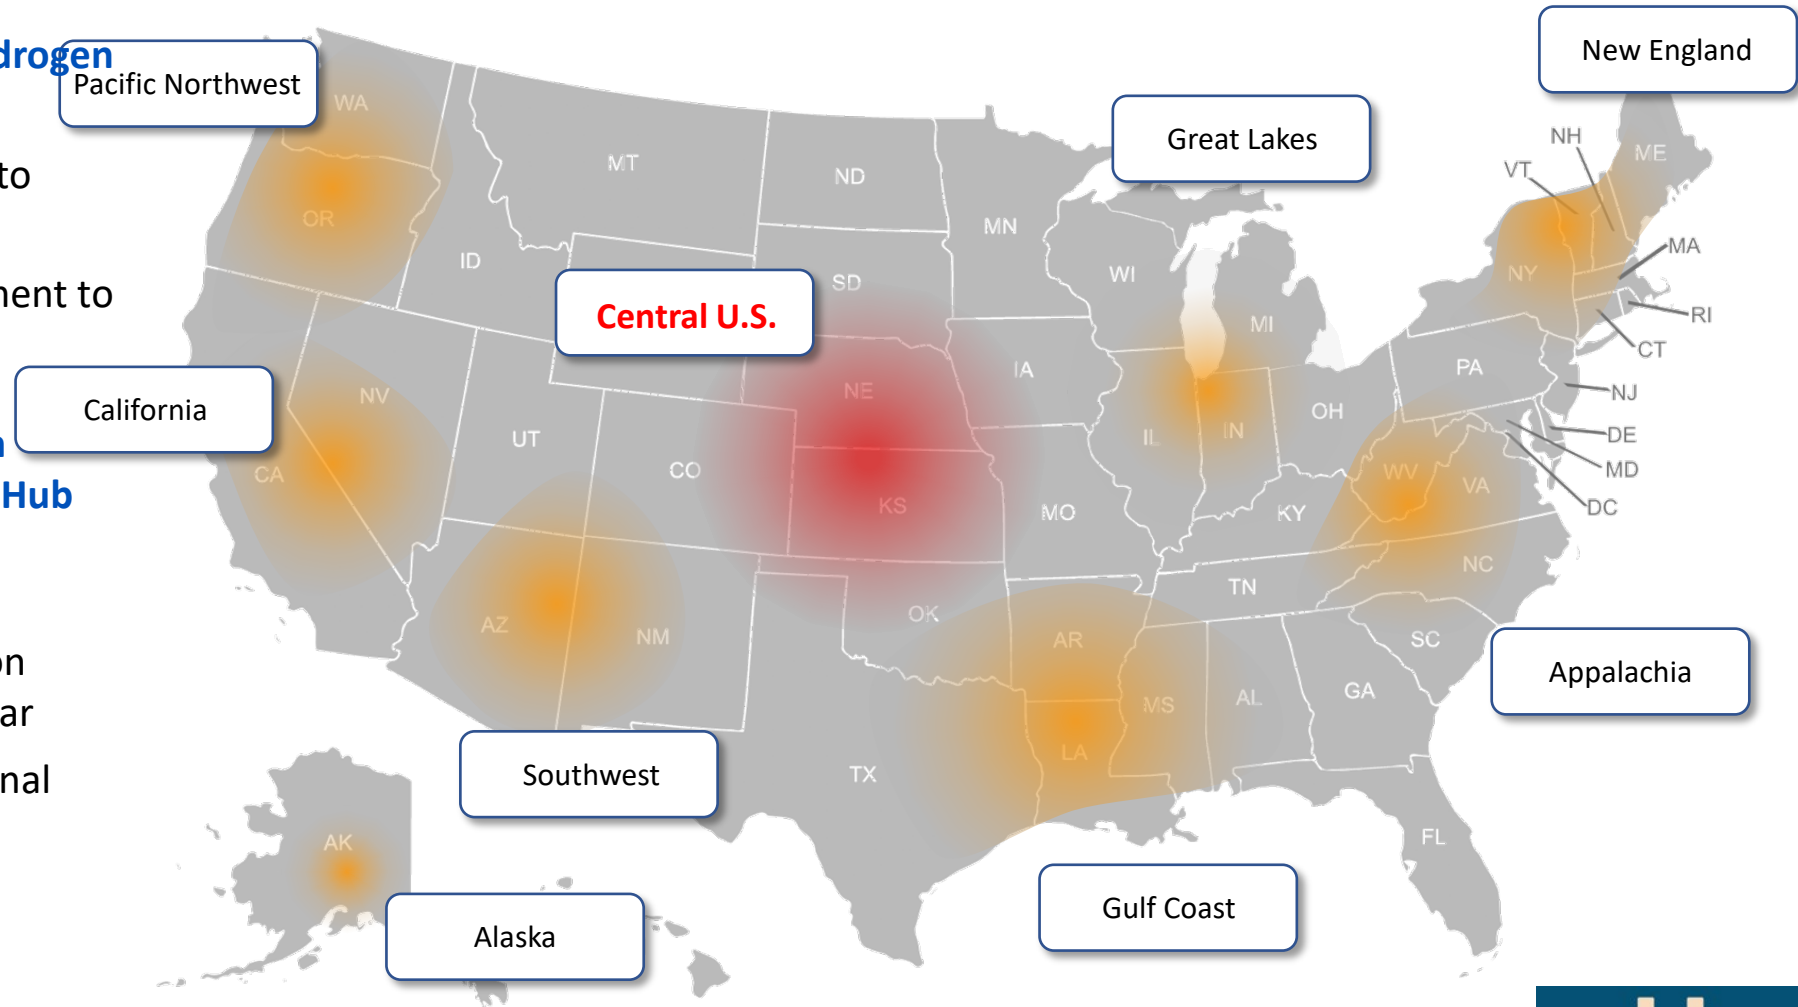 drogen
to
nent to
n
Hub
on
ar
nal
Pacific Northwest
New England
Great Lakes
Central U.S.
California
Southwest
Appalachia
Gulf Coast
Alaska
WA
OR
MT
ND
MN
ID
SD
WI
MI
NH
ME
VT
NY
MA
RI
CT
NJ
DE
MD
DC
PA
NV
CA
UT
CO
NE
IA
KS
MO
IL
IN
OH
WV
VA
KY
NC
TN
AZ
NM
OK
AR
SC
MS
AL
GA
LA
TX
FL
AK